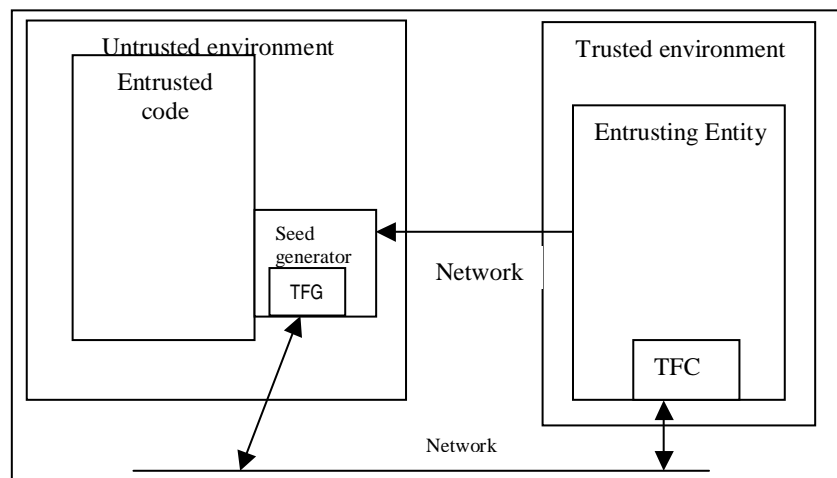 Untrusted environment
Entrusted
code
Seed
generator
TFG
Network
Trusted environment
Entrusting Entity
TFC
Network